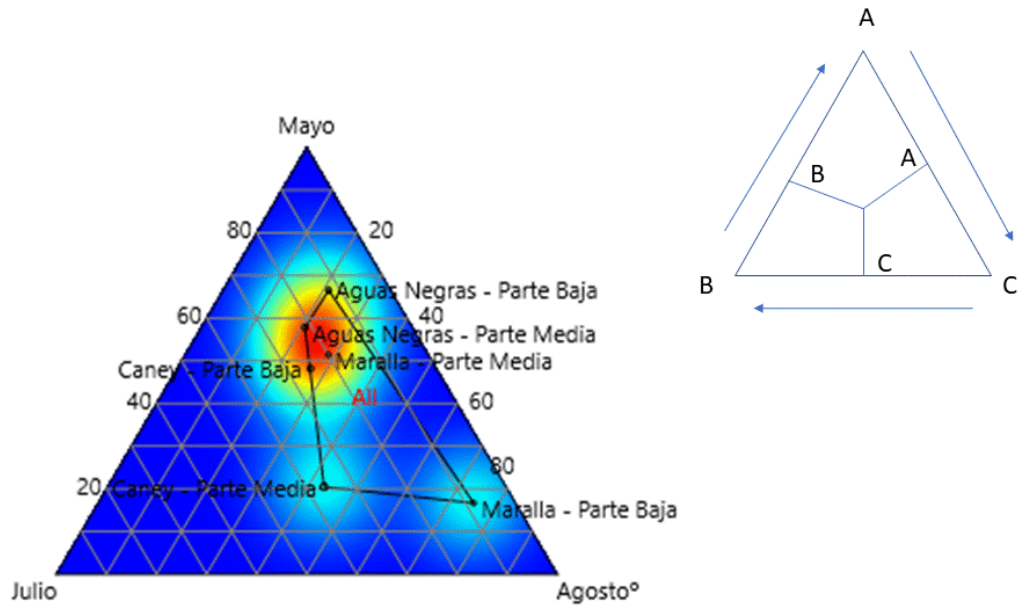 Mayo
80
20
Aguas Negras - Parte Baja
60
40
Aguas Negras - Parte Media
Maralla - Parte Media
Caney - Parte Baja
All
40
60
80
20
Caney - Parte Media
Maralla - Parte Baja
Julio
Agosto°
A
B
A
C
B
C